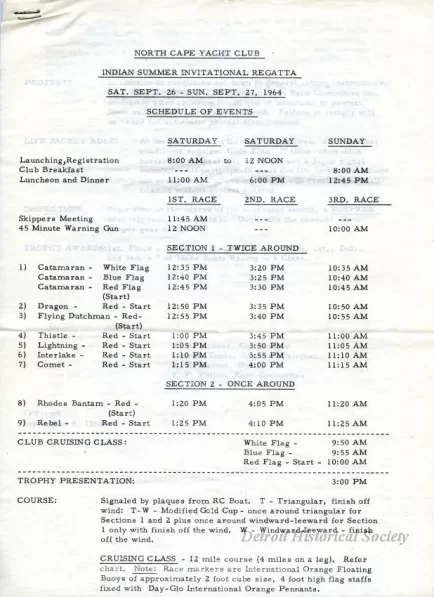 NORTH CAPE YACHT CLUB
INDIAN SUMMER INVITATIONAL REGATTA
SAT. SEPT. 26 - SUN. SEPT. 27, 1964
SCHEDULE OF EVENTS
SATURDAY SATURDAY SUNDAY
Launching,Registration 8:00 AM to 12 NOON
Club Breakfast --- --- 8:00 AM
Luncheon and Dinner 11:00 AM 6:00 PM 12:45 PM
1ST. RACE 2ND. RACE 3RD. RACE
Skippers Meeting 11:45 AM --- ---
45 Minute Warning Gun 12 NOON --- 10:00 AM
SECTION 1 - TWICE AROUND
1) Catamaran - White Flag 12:35 PM 3:20 PM 10:35 AM
Catamaran - Blue Flag 12:40 PM 3:25 PM 10:40 AM
Catamaran - Red Flag 12:45 PM 3:30 PM 10:45 AM
(Start)
2) Dragon - Red - Start 12:50 PM 3:35 PM 10:50 AM
3) Flying Dutchman - Red- 12:55 PM 3:40 PM 10:55 AM
(Start)
4) Thistle - Red - Start 1:00 PM 3:45 PM 11:00 AM
5) Lightning - Red - Start 1:05 PM 3:50 PM 11:05 AM
6) Interlake - Red - Start 1:10 PM 3:55 PM 11:10 AM
7) Comet - Red - Start 1:15 PM 4:00 PM 11:15 AM
SECTION 2 - ONCE AROUND
8) Rhodes Bantam - Red - 1:20 PM 4:05 PM 11:20 AM
(Start)
9) Rebel - Red - Start 1:25 PM 4:10 PM 11:25 AM
CLUB CRUISING CLASS: White Flag - 9:50 AM
Blue Flag - 9:55 AM
Red Flag - Start - 10:00 AM
TROPHY PRESENTATION: 3:00 PM
COURSE: Signaled by plaques from RC Boat. T - Triangular, finish off
wind: T-W - Modified Gold Cup - once around triangular for
Sections 1 and 2 plus once around windward-leeward for Section
1 only with finish off the wind. W - Windward-leeward - finish
off the wind.
Detroit Historical Society
CRUISING CLASS - 12 mile course (4 miles on a leg). Refer
chart. Note: Race markers are International Orange Floating
Buoys of approximately 2 foot cube size, 4 foot high flag staffs
fixed with Day-Glo International Orange Pennants.